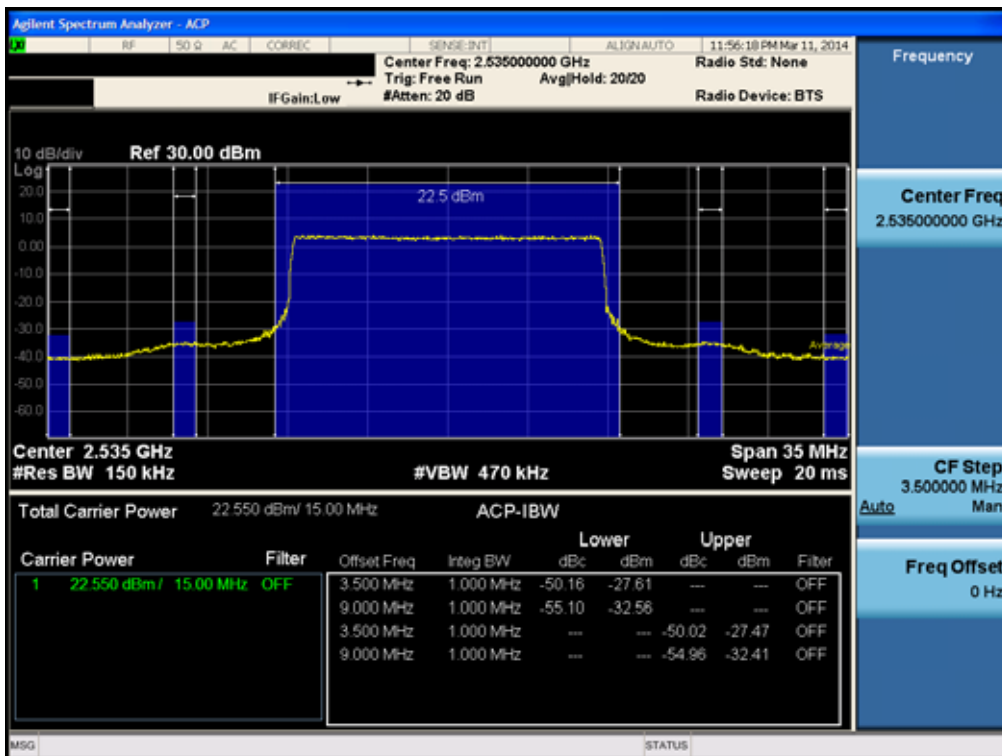 Agilent Spectrum Analyzer - ACP
LXI RF 50 Ω AC CORREC SENSE:INT ALIGN AUTO 11:56:18 PM Mar 11, 2014
Center Freq: 2.535000000 GHz Radio Std: None
Trig: Free Run Avg|Hold: 20/20
IFGain:Low #Atten: 20 dB Radio Device: BTS
10 dB/div Ref 30.00 dBm
Log
20.0
10.0
0.00
-10.0
-20.0
-30.0
-40.0
-50.0
-60.0
22.5 dBm
Average
Center 2.535 GHz Span 35 MHz
#Res BW 150 kHz #VBW 470 kHz Sweep 20 ms
Total Carrier Power 22.550 dBm/ 15.00 MHz ACP-IBW
Lower Upper
Carrier Power Filter Offset Freq Integ BW dBc dBm dBc dBm Filter
1 22.550 dBm / 15.00 MHz OFF 3.500 MHz 1.000 MHz -50.16 -27.61 --- --- OFF
9.000 MHz 1.000 MHz -55.10 -32.56 --- --- OFF
3.500 MHz 1.000 MHz --- --- -50.02 -27.47 OFF
9.000 MHz 1.000 MHz --- --- -54.96 -32.41 OFF
MSG STATUS
Frequency
Center Freq
2.535000000 GHz
CF Step
3.500000 MHz
Auto Man
Freq Offset
0 Hz